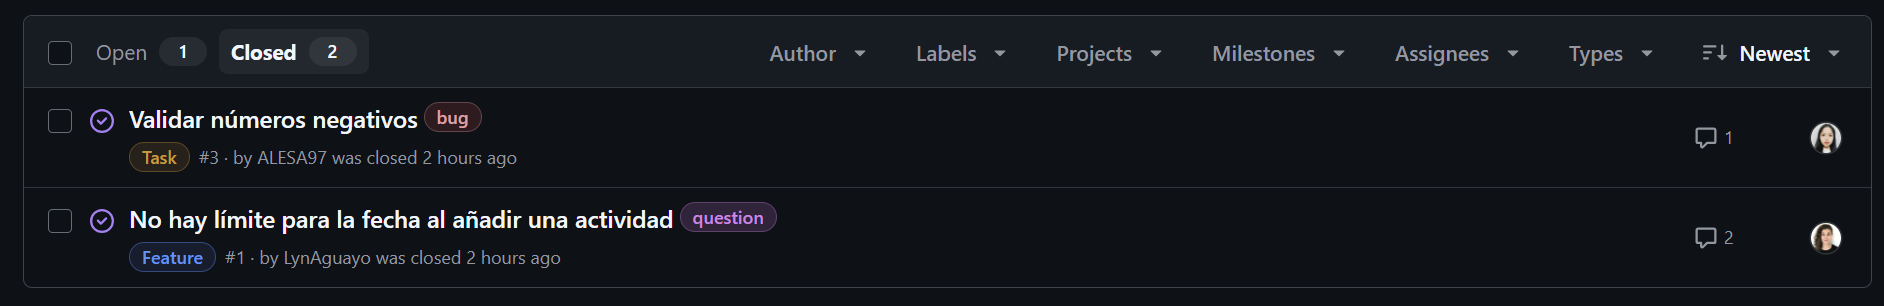 Open 1 Closed 2 Author Labels Projects Milestones Assignees Types Newest
Validar números negativos bug
Task #3 · by ALESA97 was closed 2 hours ago 1
No hay límite para la fecha al añadir una actividad question
Feature #1 · by LynAguayo was closed 2 hours ago 2